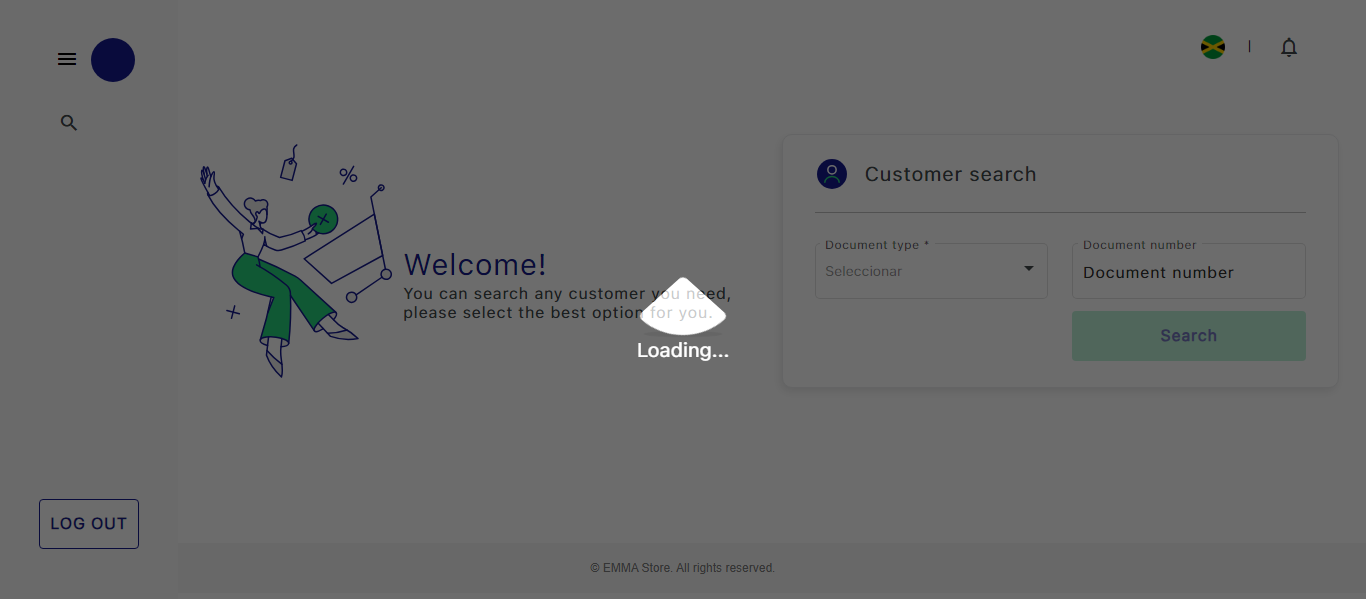 Customer search
Document type *
Seleccionar
Document number
Document number
Search
Welcome!
You can search any customer you need,
please select the best option for you.
Loading...
LOG OUT
© EMMA Store. All rights reserved.